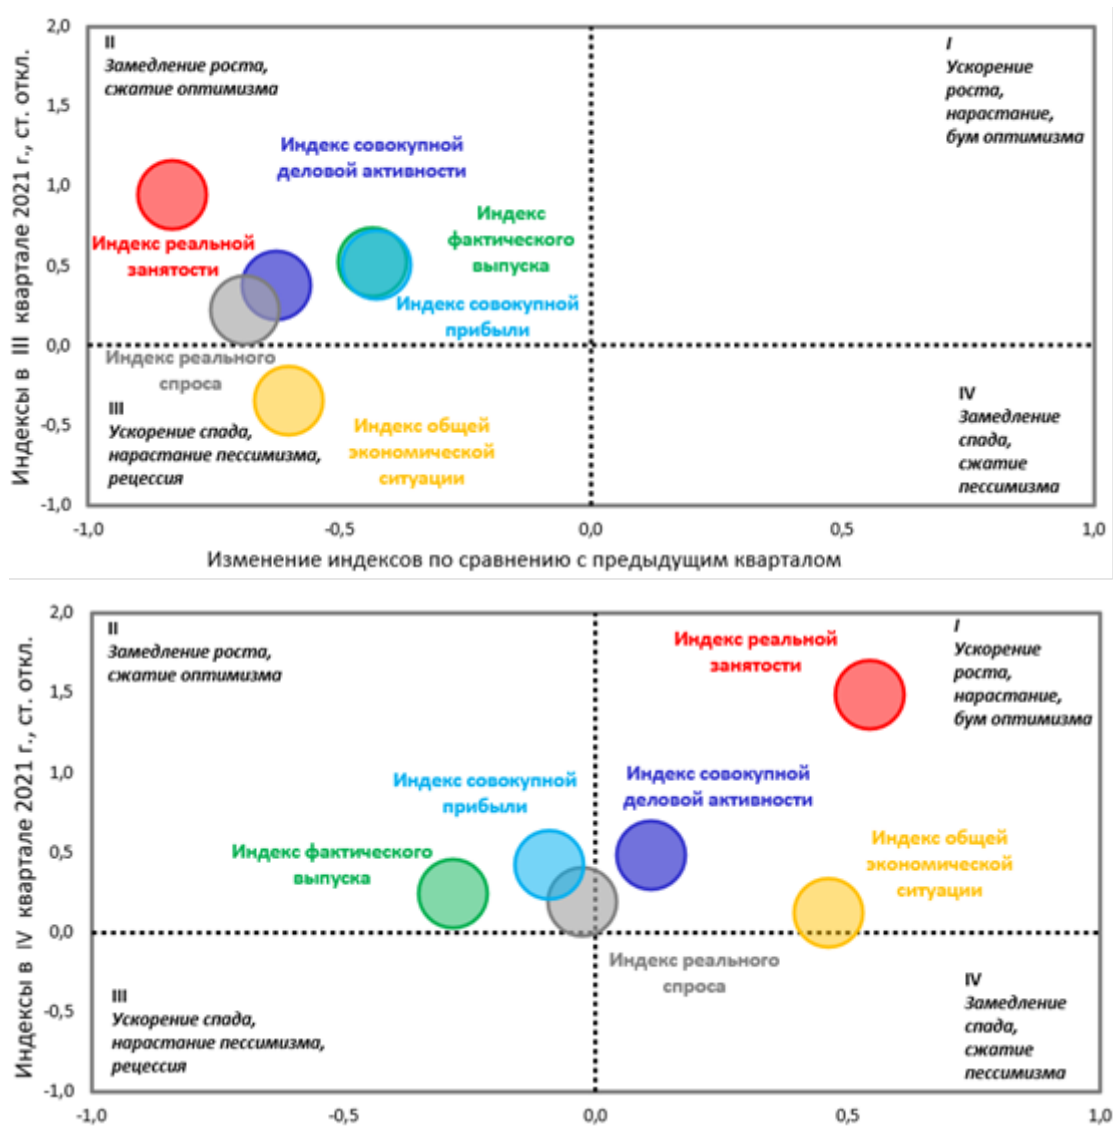 Индексы в III квартале 2021 г., ст. откл.
2,0
1,5
1,0
0,5
0,0
-0,5
-1,0
II
Замедление роста,
сжатие оптимизма
I
Ускорение
роста,
нарастание,
бум оптимизма
Индекс совокупной
деловой активности
Индекс
фактического
выпуска
Индекс реальной
занятости
Индекс совокупной
прибыли
Индекс реального
спроса
III
Ускорение спада,
нарастание пессимизма,
рецессия
Индекс общей
экономической
ситуации
IV
Замедление
спада,
сжатие
пессимизма
-1,0 -0,5 0,0 0,5 1,0
Изменение индексов по сравнению с предыдущим кварталом
Индексы в IV квартале 2021 г., ст. откл.
2,0
1,5
1,0
0,5
0,0
-0,5
-1,0
II
Замедление роста,
сжатие оптимизма
Индекс реальной
занятости
I
Ускорение
роста,
нарастание,
бум оптимизма
Индекс совокупной
прибыли
Индекс совокупной
деловой активности
Индекс фактического
выпуска
Индекс общей
экономической
ситуации
Индекс реального
спроса
III
Ускорение спада,
нарастание пессимизма,
рецессия
IV
Замедление
спада,
сжатие
пессимизма
-1,0 -0,5 0,0 0,5 1,0